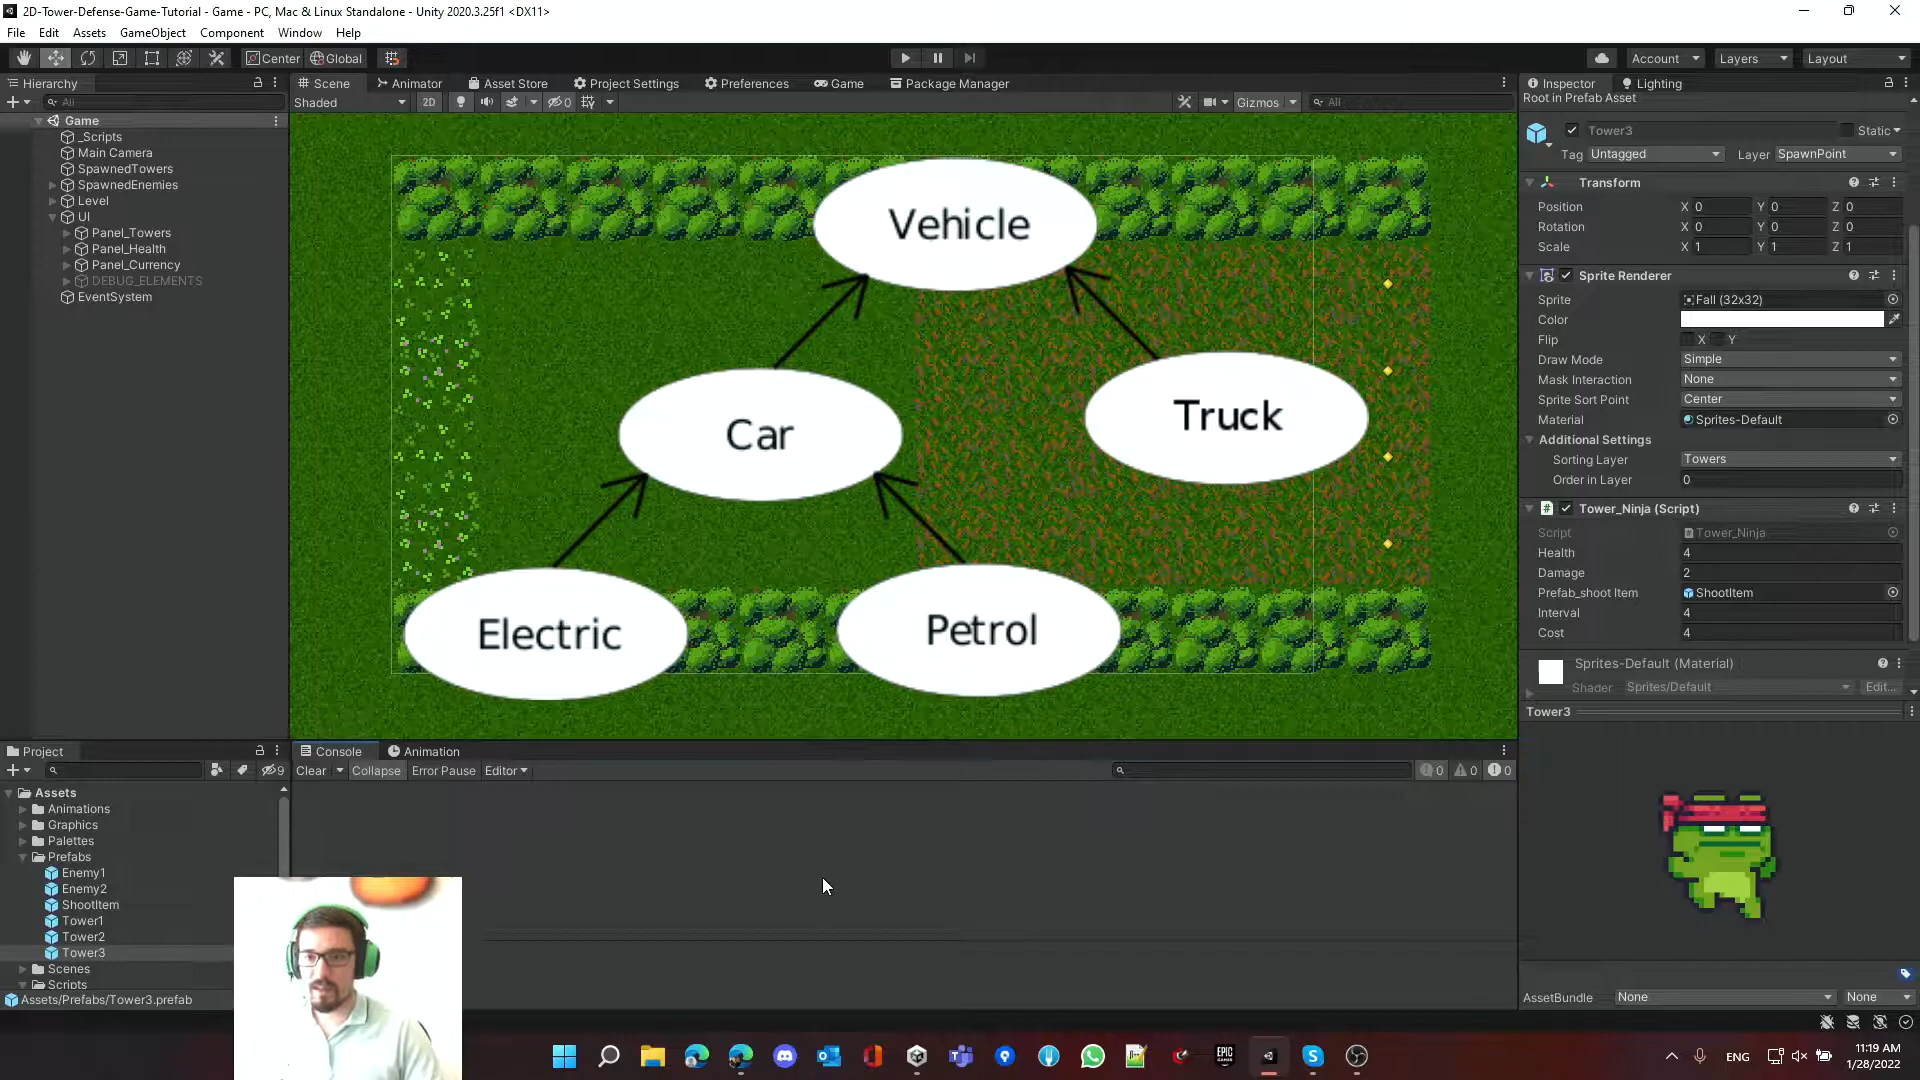 2D-Tower-Defense-Game-Tutorial - Game - PC, Mac & Linux Standalone - Unity 2020.3.25f1 <DX11>
File Edit Assets GameObject Component Window Help
Center Global
Account Layers Layout
Hierarchy
All
Game
_Scripts
Main Camera
SpawnedTowers
SpawnedEnemies
Level
UI
Panel_Towers
Panel_Health
Panel_Currency
DEBUG_ELEMENTS
EventSystem
Scene Animator Asset Store Project Settings Preferences Game Package Manager
Shaded 2D 0 Gizmos All
Vehicle
Car
Truck
Electric
Petrol
Inspector Lighting
Root in Prefab Asset
Tower3 Static
Tag Untagged Layer SpawnPoint
Transform
Position X 0 Y 0 Z 0
Rotation X 0 Y 0 Z 0
Scale X 1 Y 1 Z 1
Sprite Renderer
Sprite Fall (32x32)
Color
Flip X Y
Draw Mode Simple
Mask Interaction None
Sprite Sort Point Center
Material Sprites-Default
Additional Settings
Sorting Layer Towers
Order in Layer 0
Tower_Ninja (Script)
Script Tower_Ninja
Health 4
Damage 2
Prefab_shoot Item ShootItem
Interval 4
Cost 4
Sprites-Default (Material)
Shader Sprites/Default Edit...
Tower3
AssetBundle None None
Project
9
Assets
Animations
Graphics
Palettes
Prefabs
Enemy1
Enemy2
ShootItem
Tower1
Tower2
Tower3
Scenes
Scripts
Assets/Prefabs/Tower3.prefab
Console Animation
Clear Collapse Error Pause Editor 0 0 0
EPIC GAMES
ENG
11:19 AM
1/28/2022